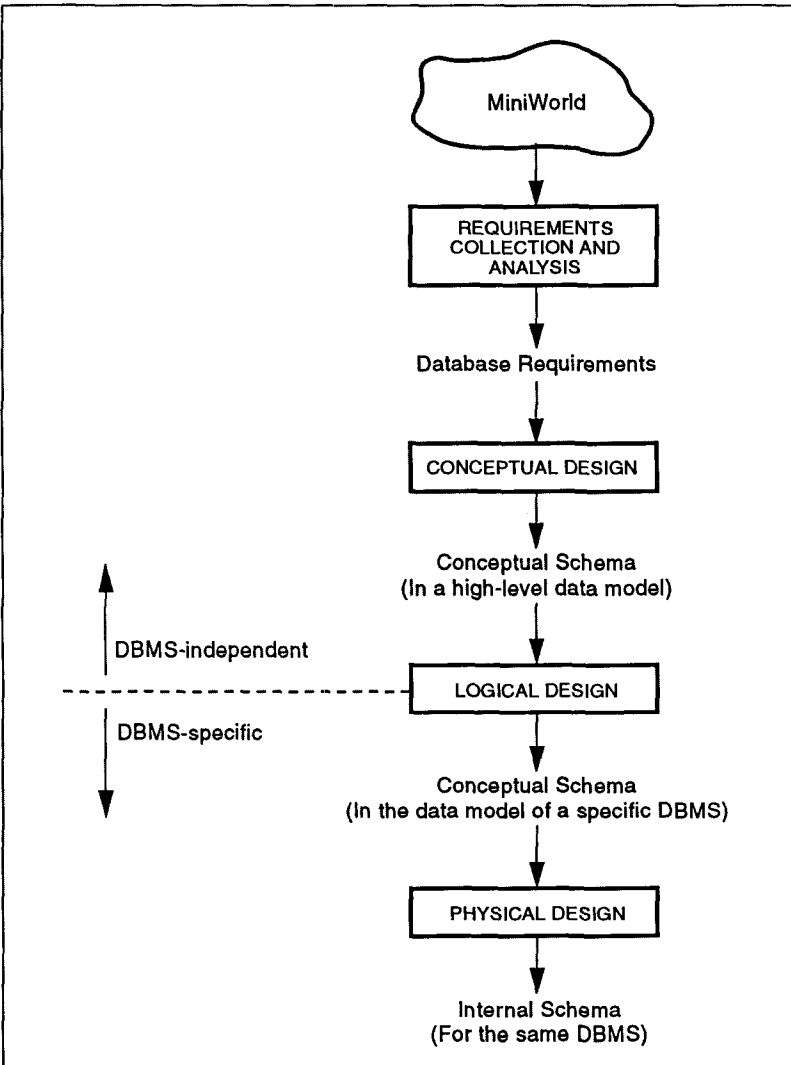 MiniWorld
REQUIREMENTS
COLLECTION AND
ANALYSIS
Database Requirements
CONCEPTUAL DESIGN
Conceptual Schema
(In a high-level data model)
DBMS-independent
LOGICAL DESIGN
DBMS-specific
Conceptual Schema
(In the data model of a specific DBMS)
PHYSICAL DESIGN
Internal Schema
(For the same DBMS)